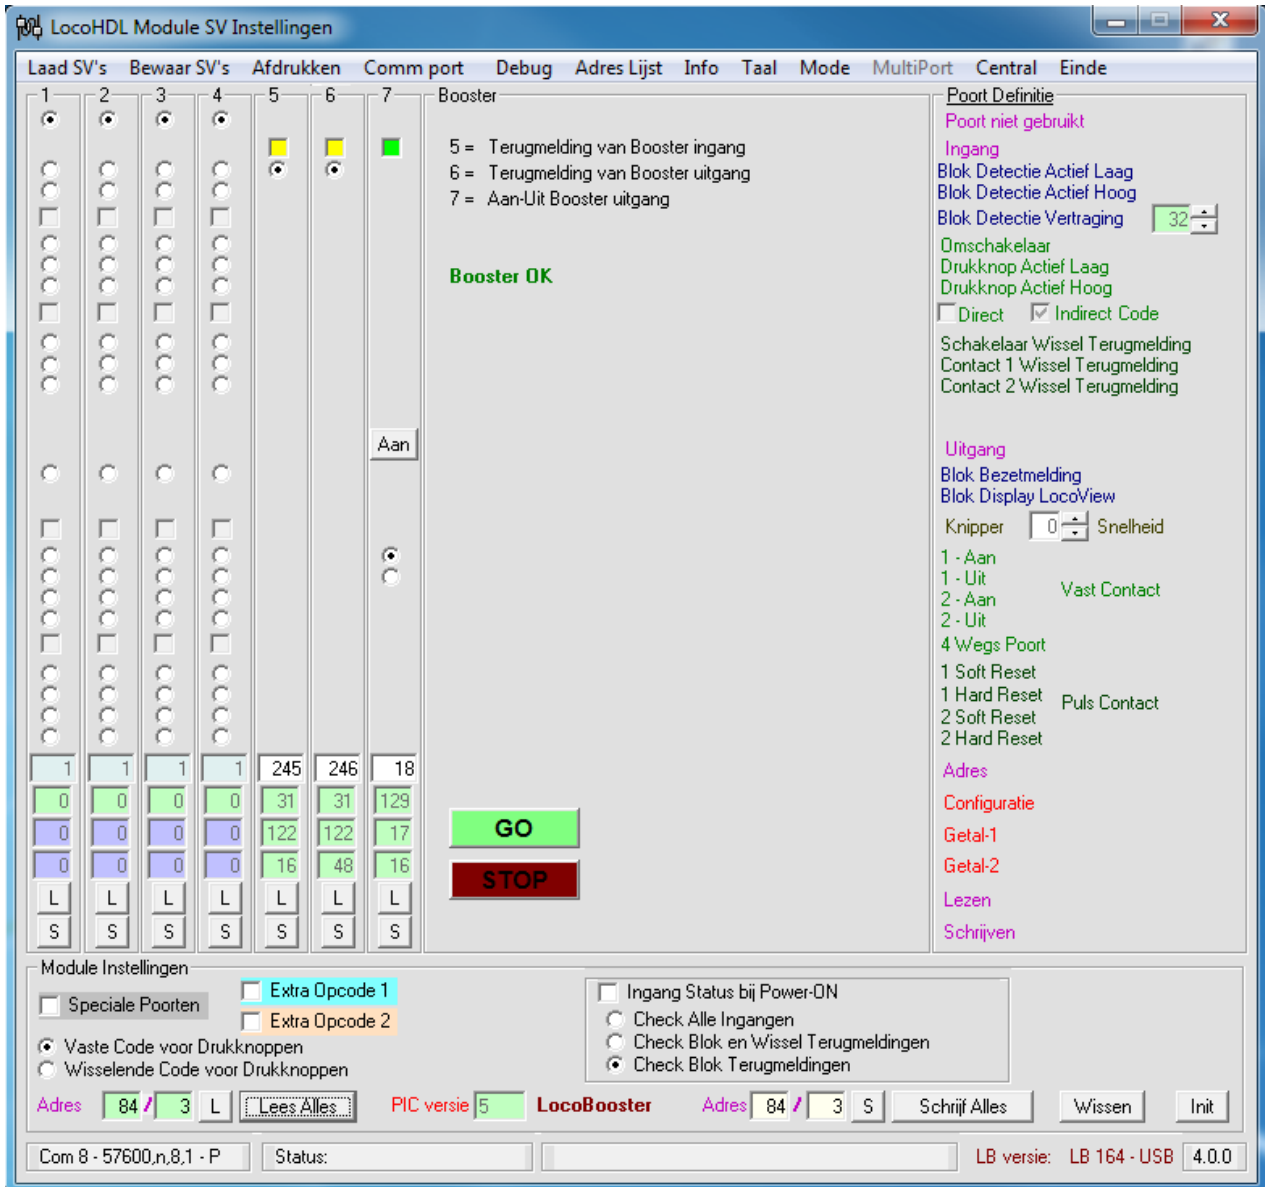 LocoHDL Module SV Instellingen
Laad SV's Bewaar SV's Afdrukken Comm port Debug Adres Lijst Info Taal Mode MultiPort Central Einde
1 2 3 4 5 6 7 Booster Poort Definitie
Poort niet gebruikt
5 = Terugmelding van Booster ingang Ingang
6 = Terugmelding van Booster uitgang Blok Detectie Actief Laag
7 = Aan-Uit Booster uitgang Blok Detectie Actief Hoog
Blok Detectie Vertraging 32
Omschakelaar
Booster OK Drukknop Actief Laag
Drukknop Actief Hoog
Direct Indirect Code
Schakelaar Wissel Terugmelding
Contact 1 Wissel Terugmelding
Contact 2 Wissel Terugmelding
Aan Uitgang
Blok Bezetmelding
Blok Display LocoView
Knipper 0 Snelheid
1 - Aan
1 - Uit
2 - Aan
2 - Uit
Vast Contact
4 Wegs Poort
1 Soft Reset
1 Hard Reset
2 Soft Reset
2 Hard Reset
Puls Contact
1 1 1 1 245 246 18 Adres
0 0 0 0 31 31 129 Configuratie
0 0 0 0 122 122 17 GO Getal-1
0 0 0 0 16 48 16 STOP Getal-2
L L L L L L L Lezen
S S S S S S S Schrijven
Module Instellingen
Speciale Poorten Extra Opcode 1 Ingang Status bij Power-ON
Extra Opcode 2 Check Alle Ingangen
Vaste Code voor Drukknoppen Check Blok en Wissel Terugmeldingen
Wisselende Code voor Drukknoppen Check Blok Terugmeldingen
Adres 84 / 3 L Lees Alles PIC versie 5 LocoBooster Adres 84 / 3 S Schrijf Alles Wissen Init
Com 8 - 57600,n,8,1 - P Status: LB versie: LB 164 - USB 4.0.0